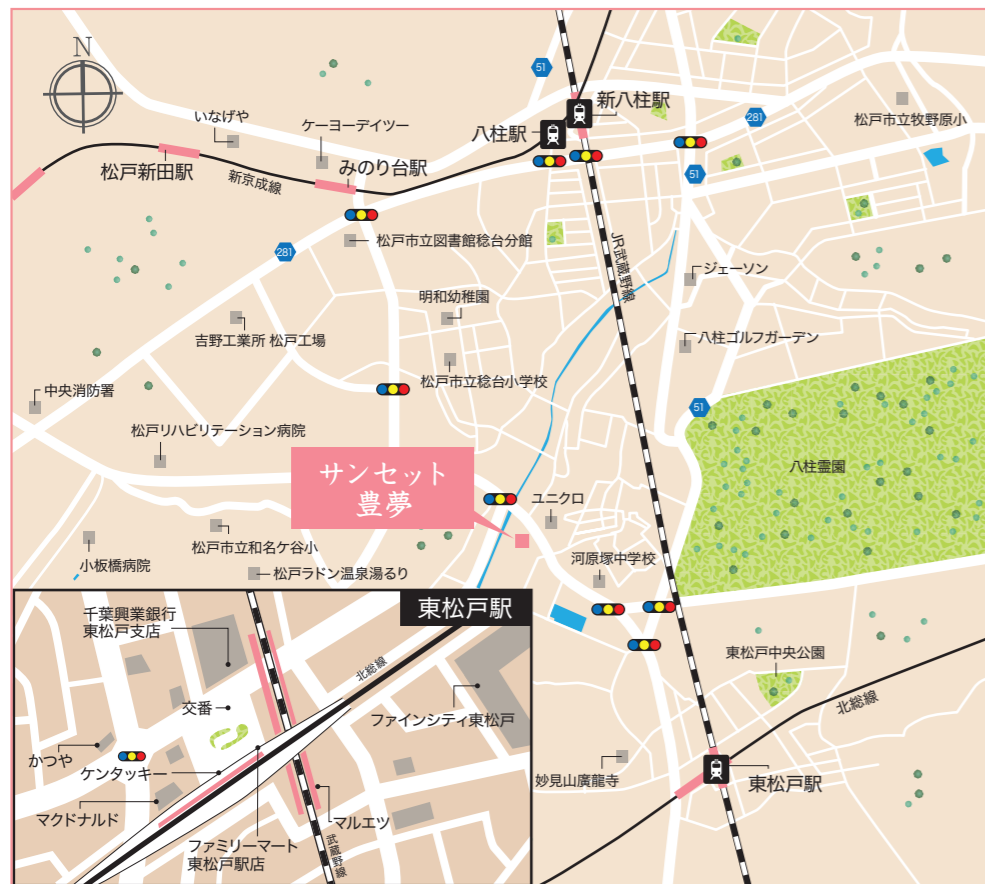 N
51
新八柱駅
八柱駅
281
松戸市立牧野原小
いなげや
ケーヨーデイツー
松戸新田駅
新京成線
みのり台駅
51
281
松戸市立図書館稔台分館
JR武蔵野線
ジェーソン
明和幼稚園
吉野工業所 松戸工場
八柱ゴルフガーデン
松戸市立稔台小学校
中央消防署
51
松戸リハビリテーション病院
八柱霊園
サンセット
豊夢
ユニクロ
松戸市立和名ケ谷小
小板橋病院
河原塚中学校
松戸ラドン温泉湯るり
東松戸中央公園
北総線
妙見山廣龍寺
東松戸駅
東松戸駅
千葉興業銀行
東松戸支店
北総線
交番
ファインシティ東松戸
かつや
ケンタッキー
マクドナルド
マルエツ
ファミリーマート
東松戸駅店
武蔵野線